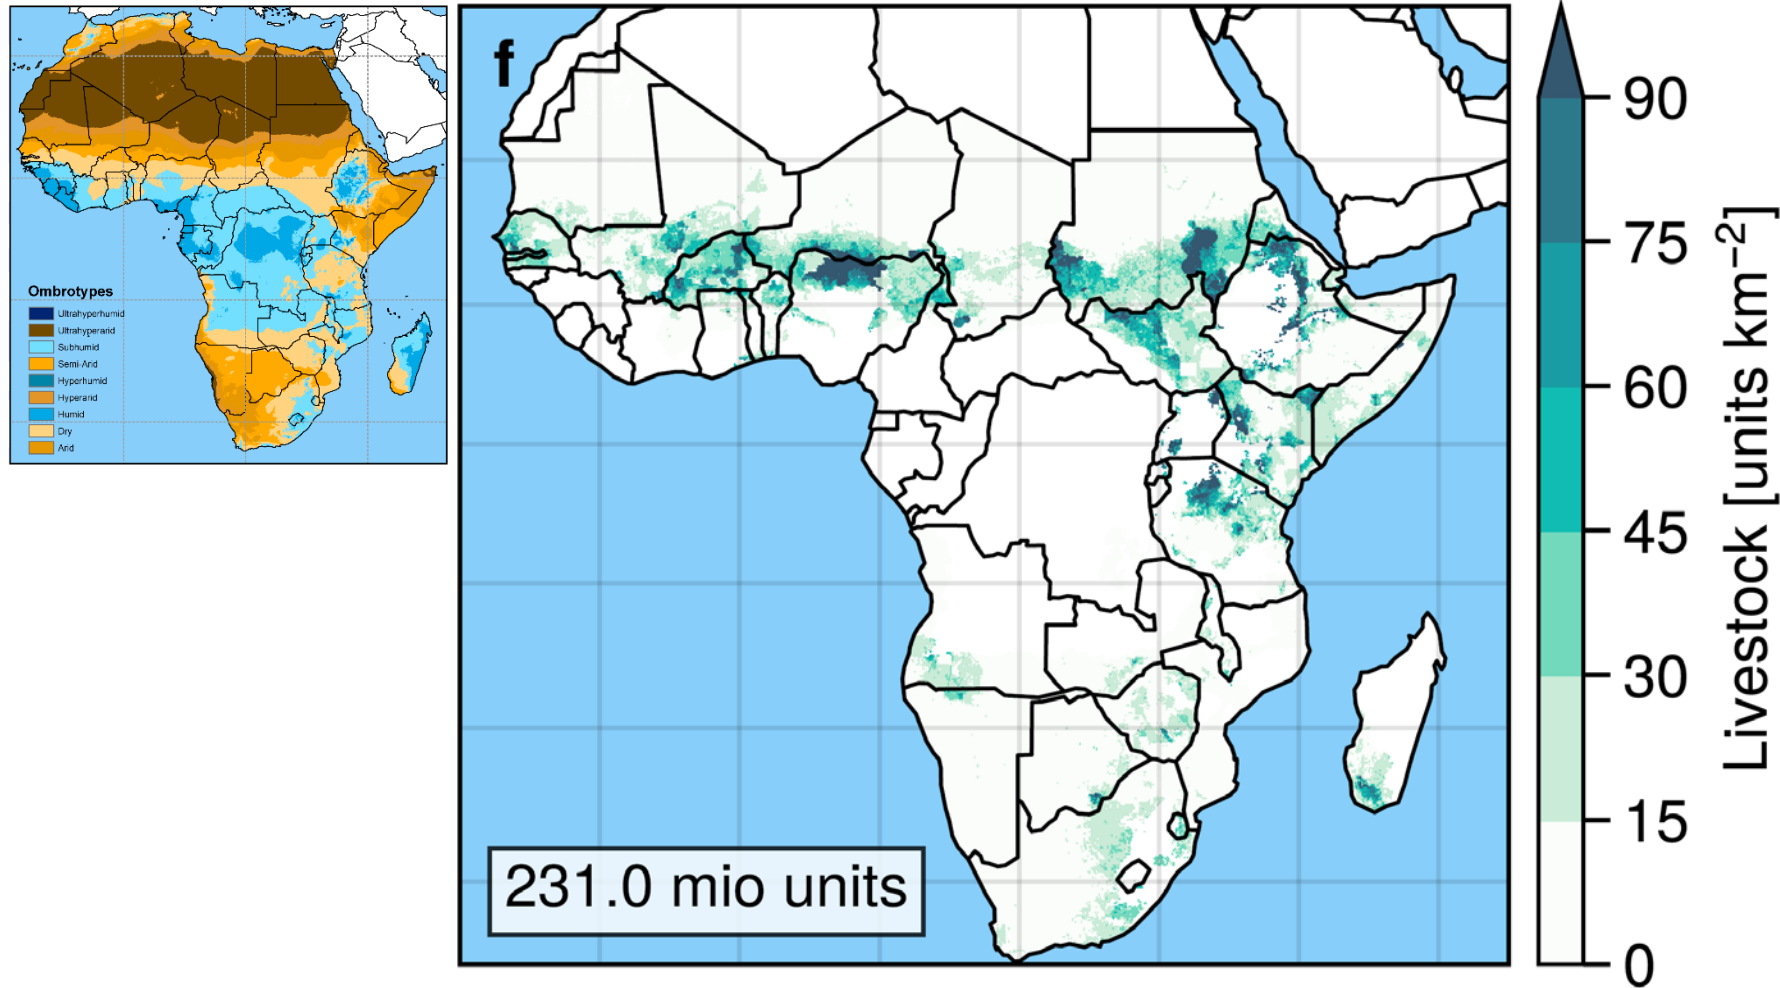 Ombrotypes
Ultrahyperhumid
Ultrahyperarid
Subhumid
Semi-Arid
Hyperhumid
Hyperarid
Humid
Dry
Arid
f
231.0 mio units
90
75
60
45
30
15
0
Livestock [units km⁻²]